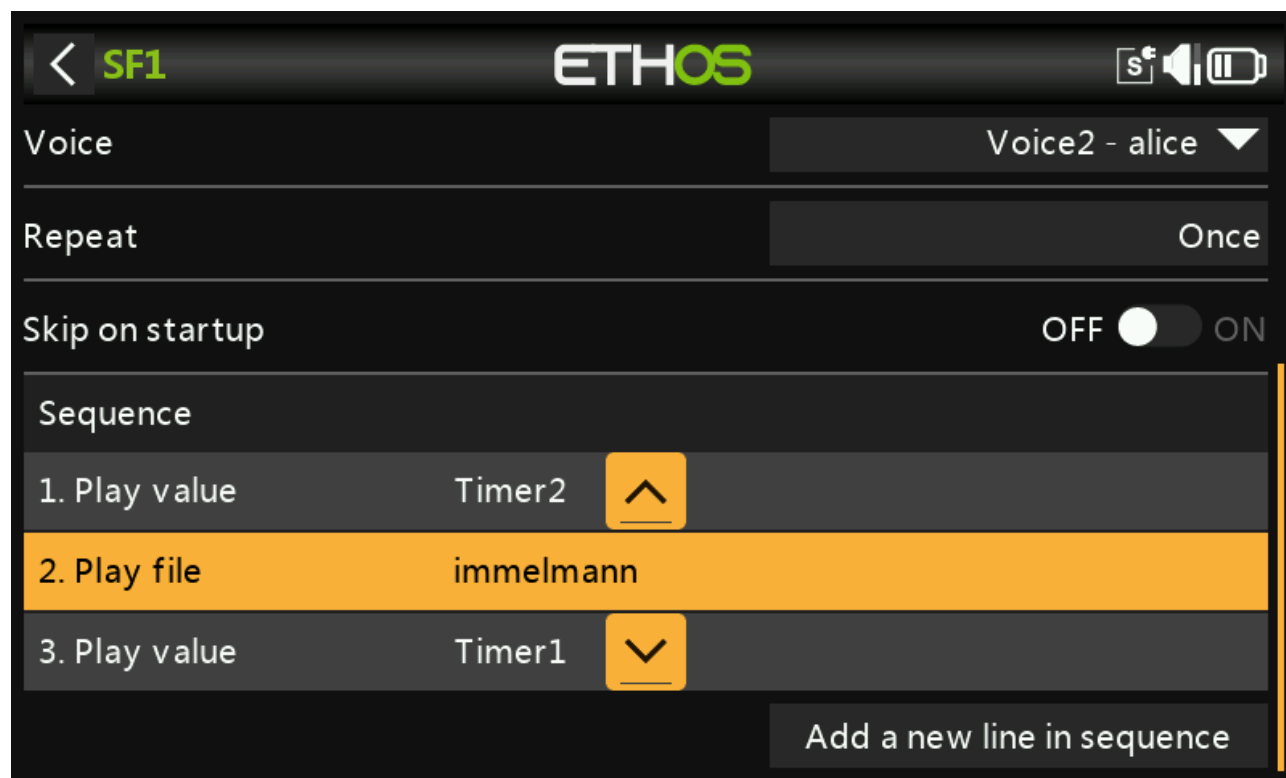 SF1 ETHOS S
Voice Voice2 - alice
Repeat Once
Skip on startup OFF ON
Sequence
1. Play value Timer2
2. Play file immelmann
3. Play value Timer1
Add a new line in sequence